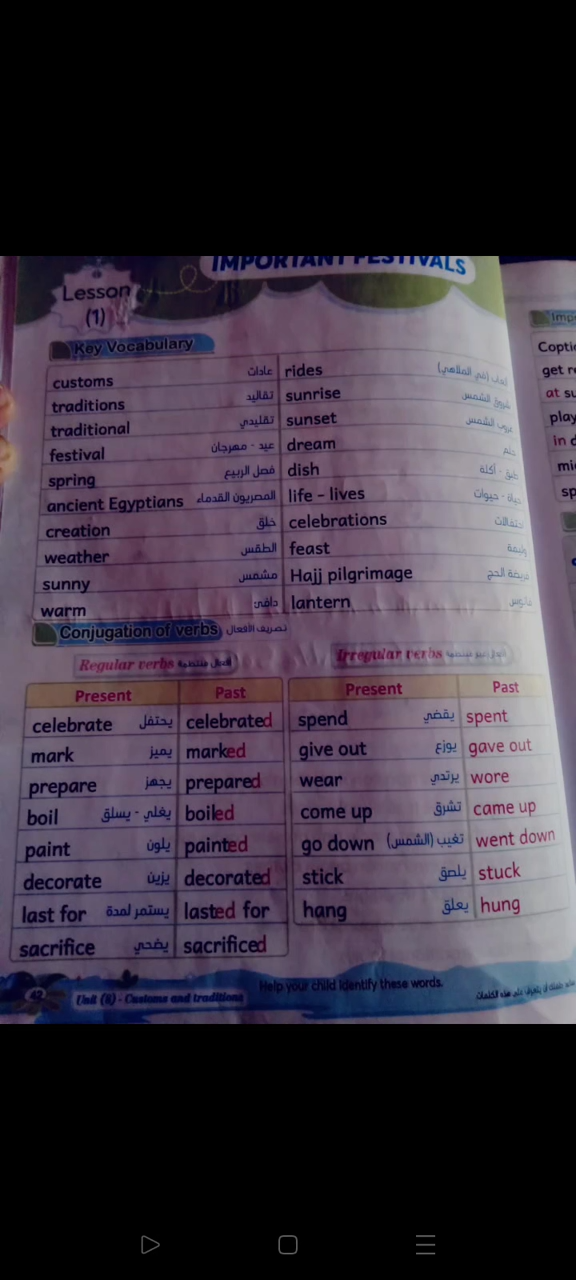 IMPORTANT FESTIVALS
Lesson
(1)
Key Vocabulary
customs عادات rides ألعاب (في الملاهي)
traditions تقاليد sunrise شروق الشمس
traditional تقليدي sunset غروب الشمس
festival عيد - مهرجان dream حلم
spring فصل الربيع dish طبق - أكلة
ancient Egyptians المصريون القدماء life - lives حياة - حيوات
creation خلق celebrations احتفالات
weather الطقس feast وليمة
sunny مشمس Hajj pilgrimage فريضة الحج
warm دافئ lantern فانوس
Conjugation of verbs تصريف الأفعال
Regular verbs أفعال منتظمة Irregular verbs أفعال غير منتظمة
Present Past Present Past
celebrate يحتفل celebrated spend يقضي spent
mark يميز marked give out يوزع gave out
prepare يجهز prepared wear يرتدي wore
boil يغلي - يسلق boiled come up تشرق came up
paint يلون painted go down تغيب (الشمس) went down
decorate يزين decorated stick يلصق stuck
last for يستمر لمدة lasted for hang يعلق hung
sacrifice يضحي sacrificed
42 Unit (8) - Customs and traditions Help your child identify these words.
Impo
Coptic
get r
at su
play
in d
mi
sp